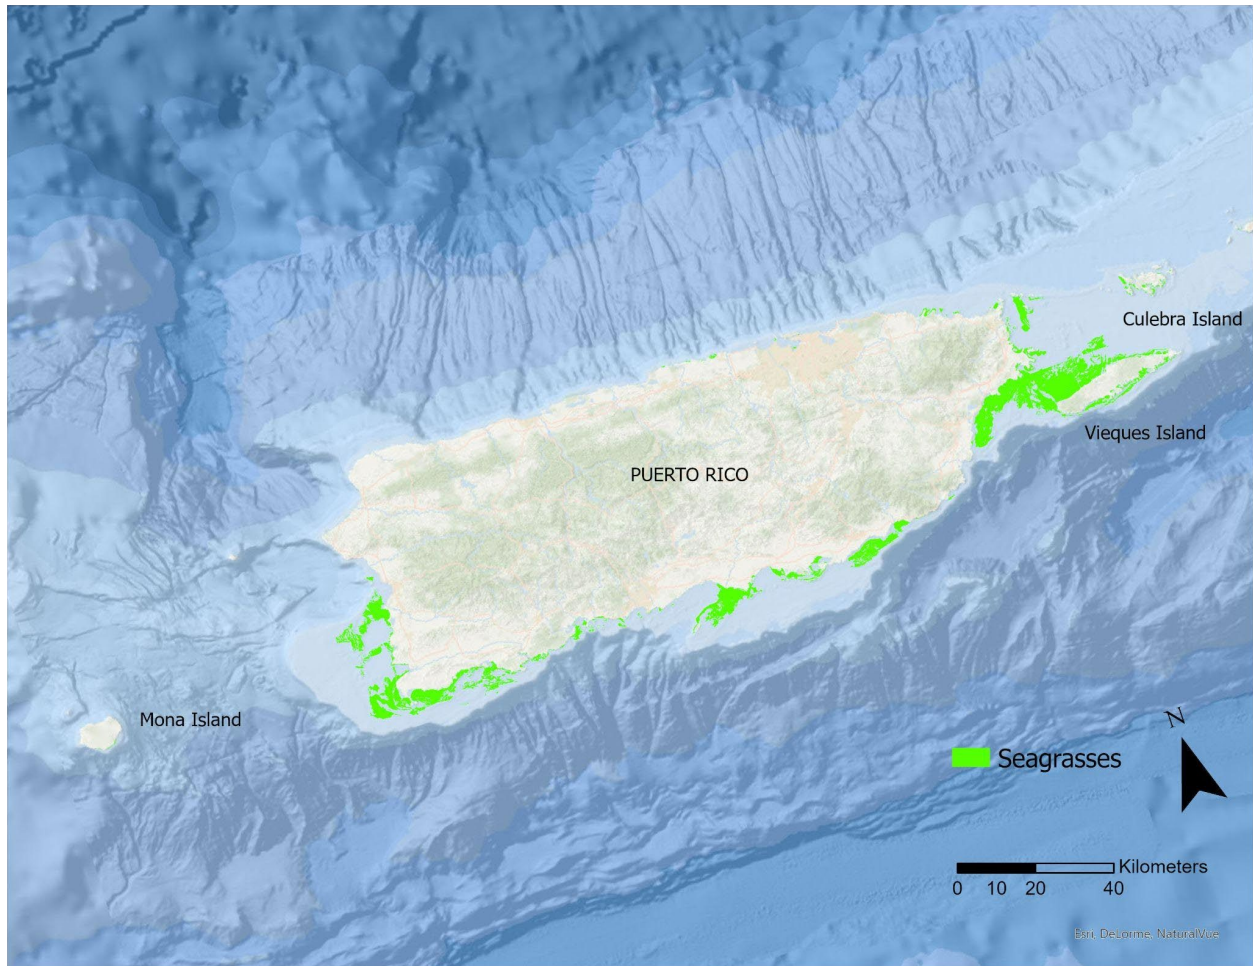 Culebra Island
Vieques Island
PUERTO RICO
Mona Island
N
Seagrasses
Kilometers
0 10 20 40
Esri, DeLorme, NaturalVue